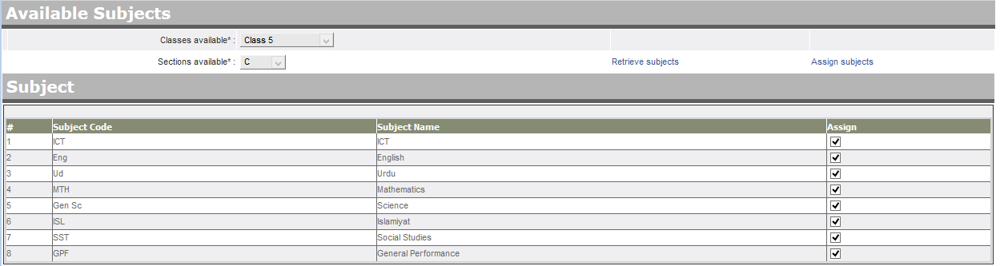 Available Subjects
Classes available* : Class 5
Sections available* : C Retrieve subjects Assign subjects
Subject
# Subject Code Subject Name Assign
1 ICT ICT
2 Eng English
3 Ud Urdu
4 MTH Mathematics
5 Gen Sc Science
6 ISL Islamiyat
7 SST Social Studies
8 GPF General Performance